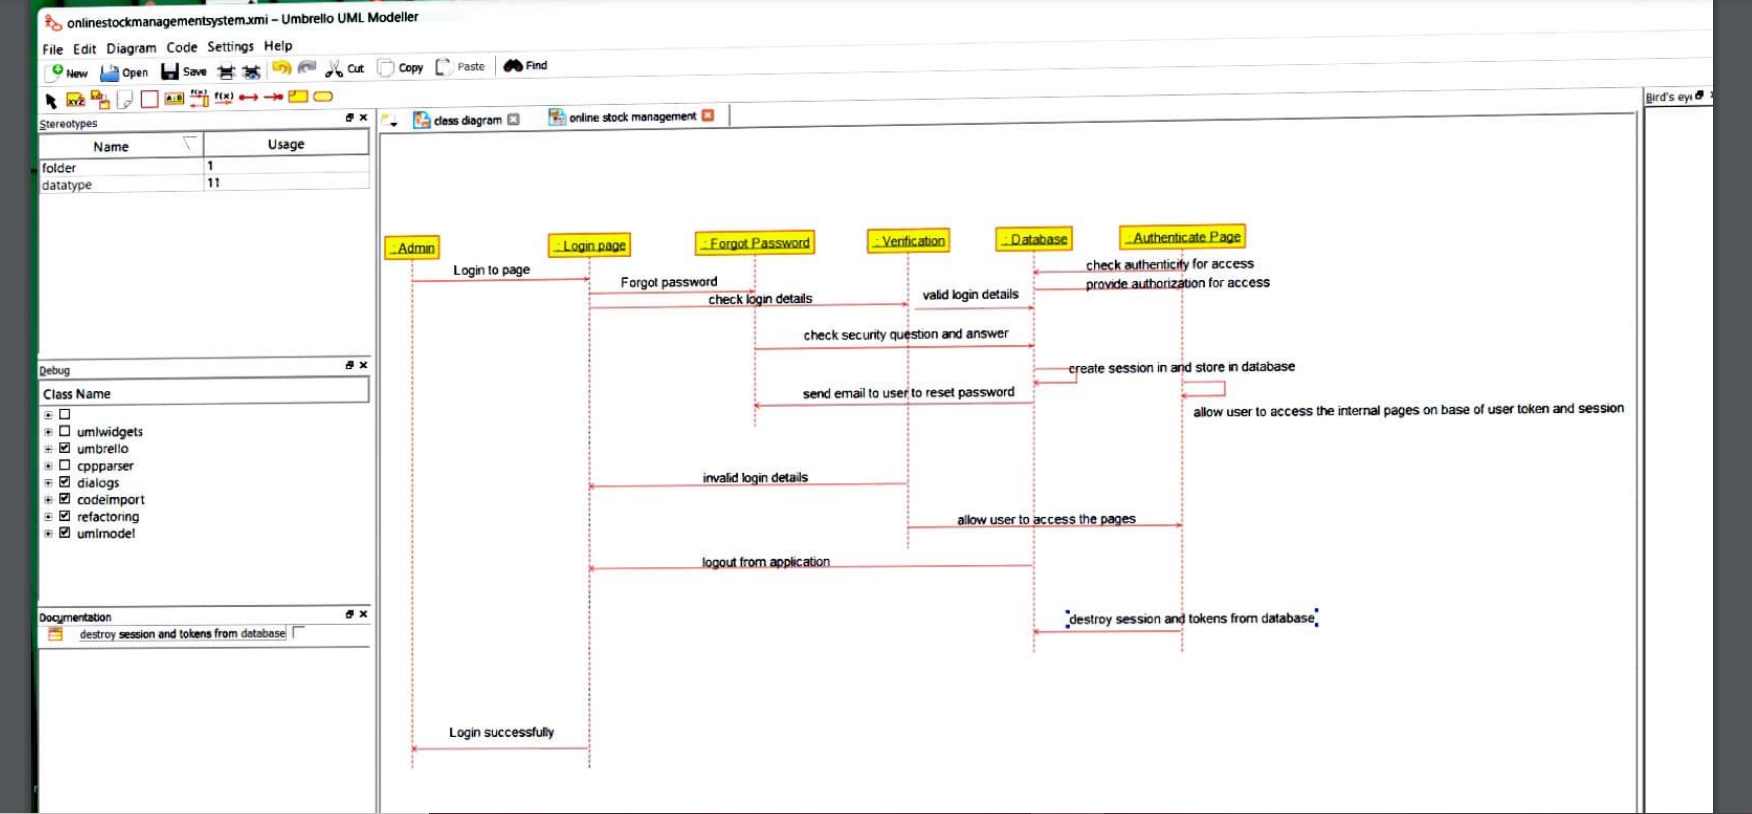 onlinestockmanagementsystem.xmi – Umbrello UML Modeller
File Edit Diagram Code Settings Help
New Open Save Cut Copy Paste Find
XYZ A:B f(x) f(x)
Stereotypes
class diagram online stock management
Bird's ey
Name Usage
folder 1
datatype 11
: Admin : Login page : Forgot Password : Verification : Database : Authenticate Page
Login to page
check authenticity for access
Forgot password
provide authorization for access
check login details
valid login details
check security question and answer
create session in and store in database
send email to user to reset password
allow user to access the internal pages on base of user token and session
invalid login details
allow user to access the pages
logout from application
destroy session and tokens from database
Login successfully
Debug
Class Name
umlwidgets
umbrello
cppparser
dialogs
codeimport
refactoring
umlmodel
Documentation
destroy session and tokens from database